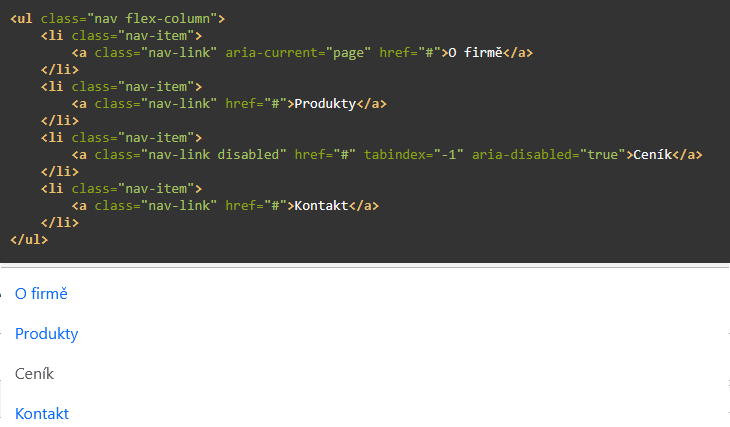 <ul class="nav flex-column">
    <li class="nav-item">
        <a class="nav-link" aria-current="page" href="#">O firmě</a>
    </li>
    <li class="nav-item">
        <a class="nav-link" href="#">Produkty</a>
    </li>
    <li class="nav-item">
        <a class="nav-link disabled" href="#" tabindex="-1" aria-disabled="true">Ceník</a>
    </li>
    <li class="nav-item">
        <a class="nav-link" href="#">Kontakt</a>
    </li>
</ul>
O firmě
Produkty
Ceník
Kontakt